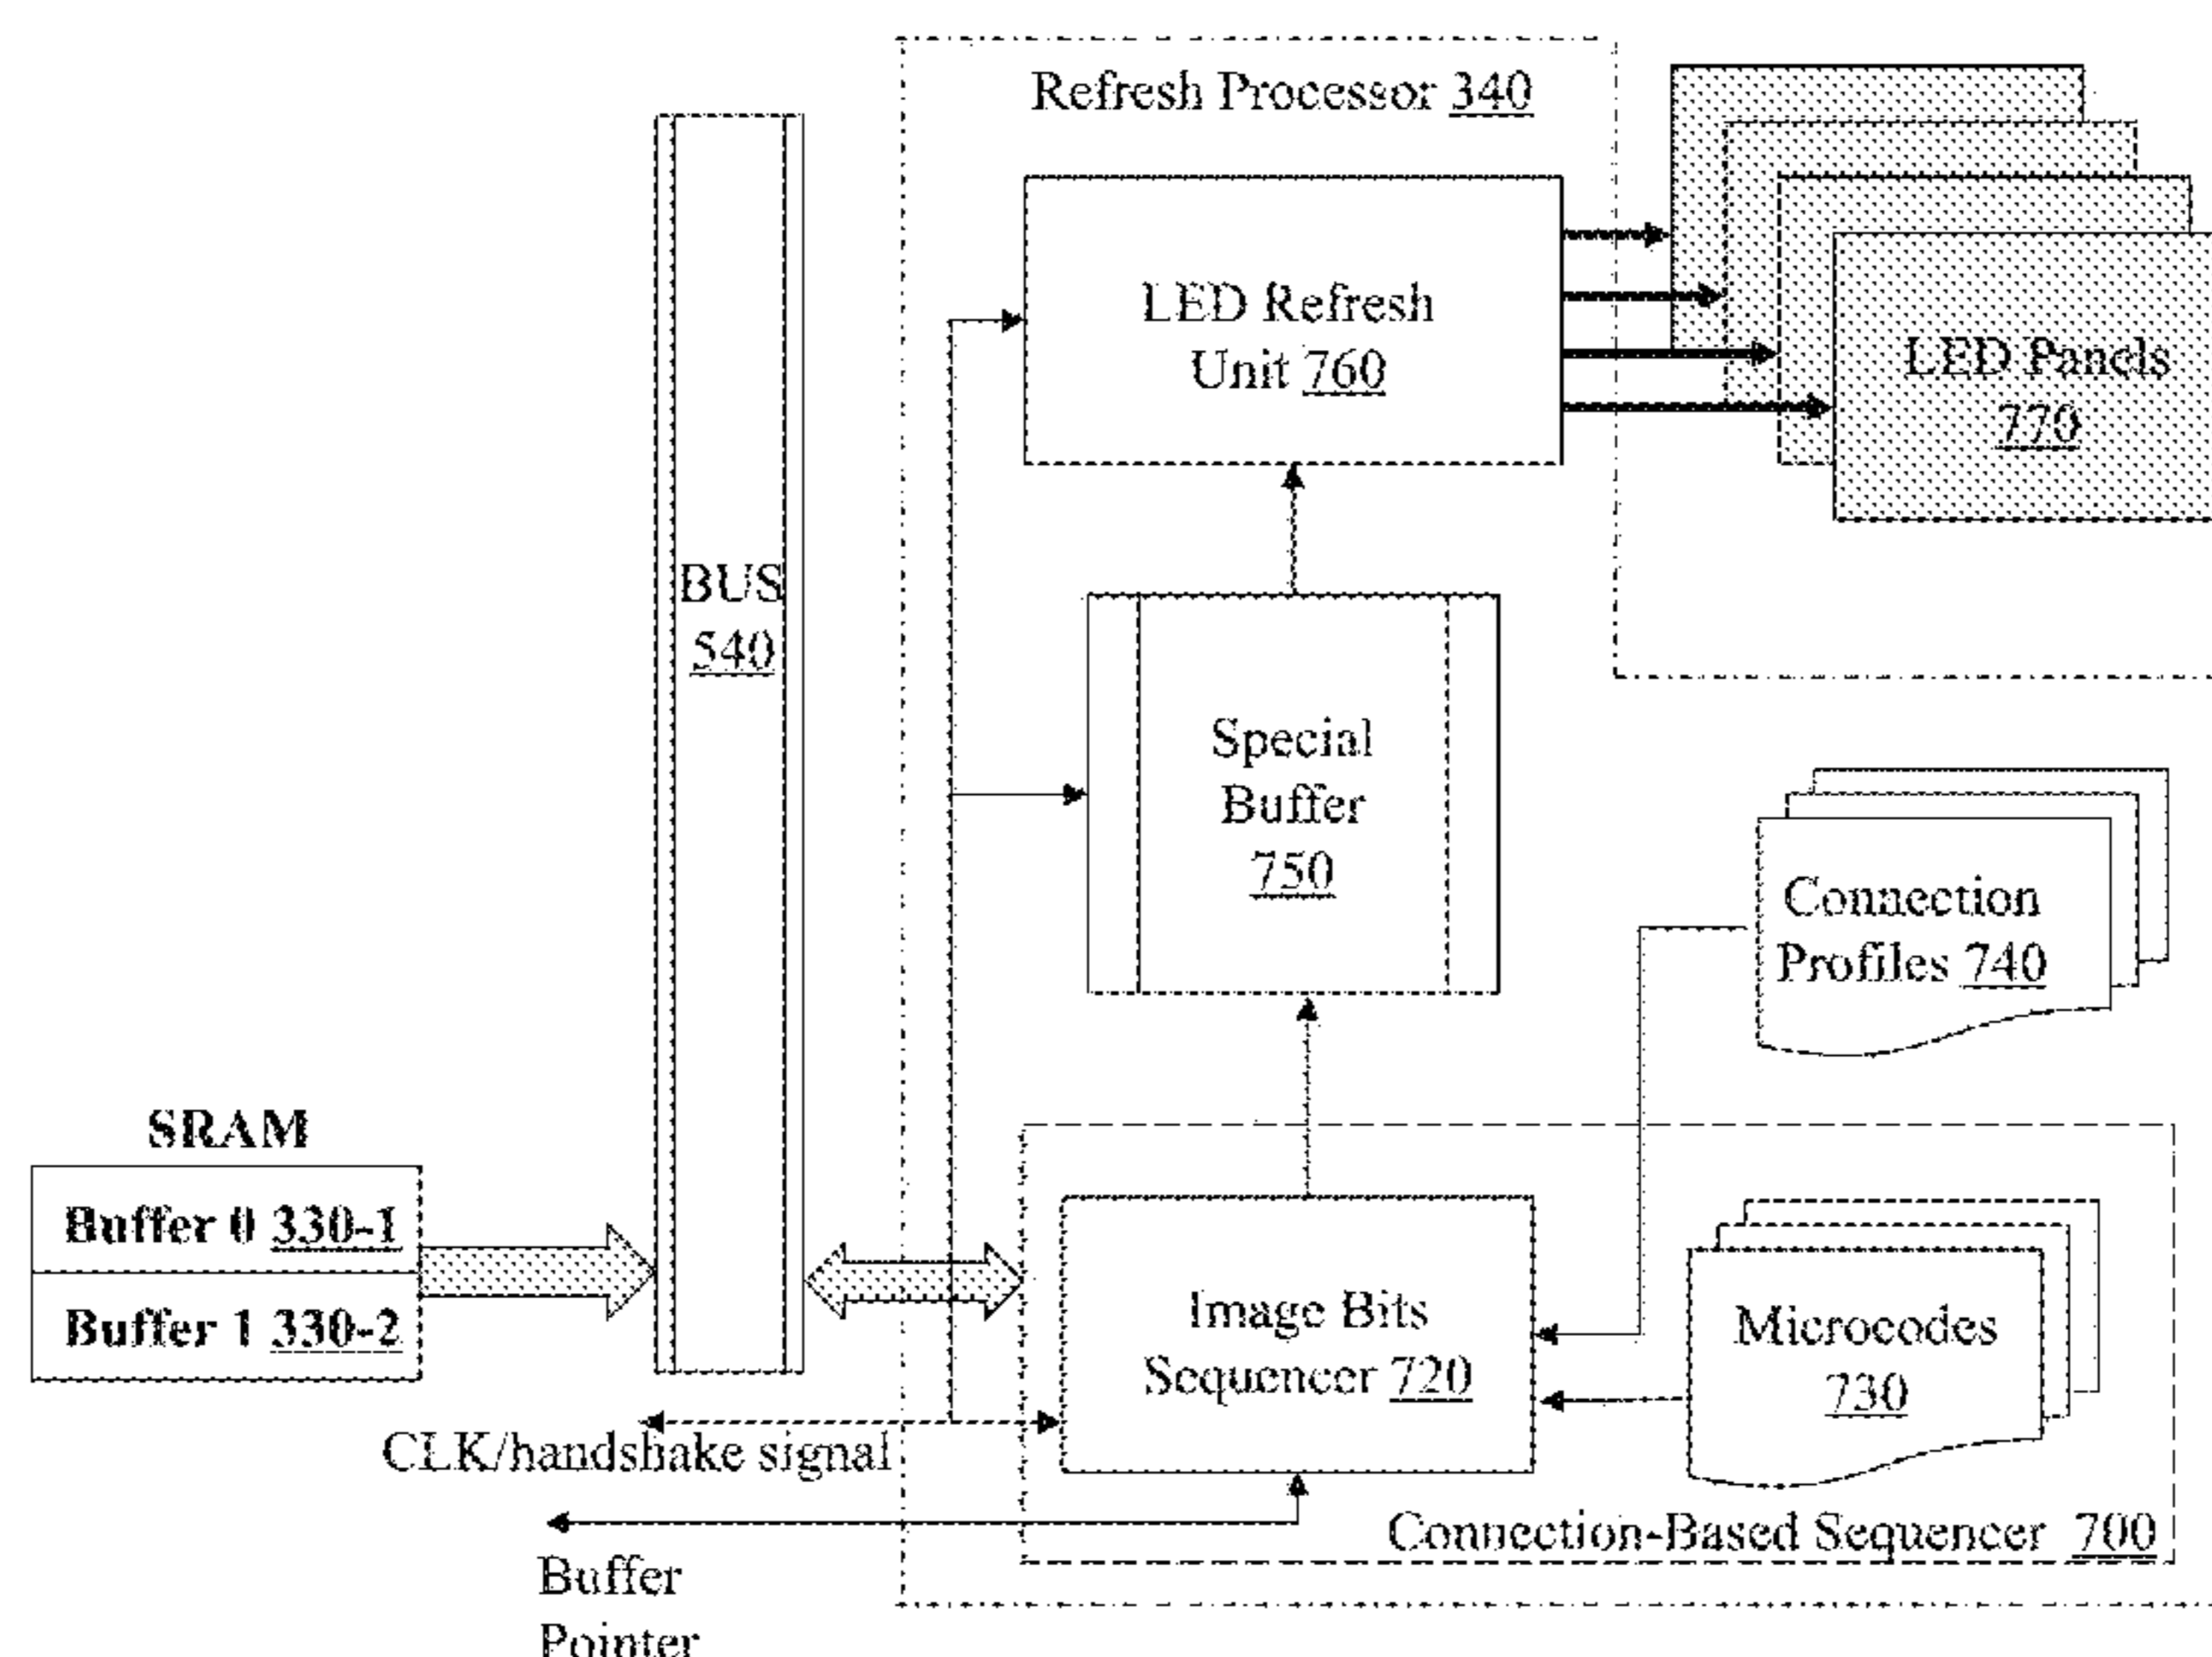 Refresh Processor 340
LED Refresh
Unit 760
LED Panels
770
BUS
540
Special
Buffer
750
Connection
Profiles 740
SRAM
Buffer 0 330-1
Buffer 1 330-2
Image Bits
Sequencer 720
Microcodes
730
CLK/handshake signal
Connection-Based Sequencer 700
Buffer
Pointer